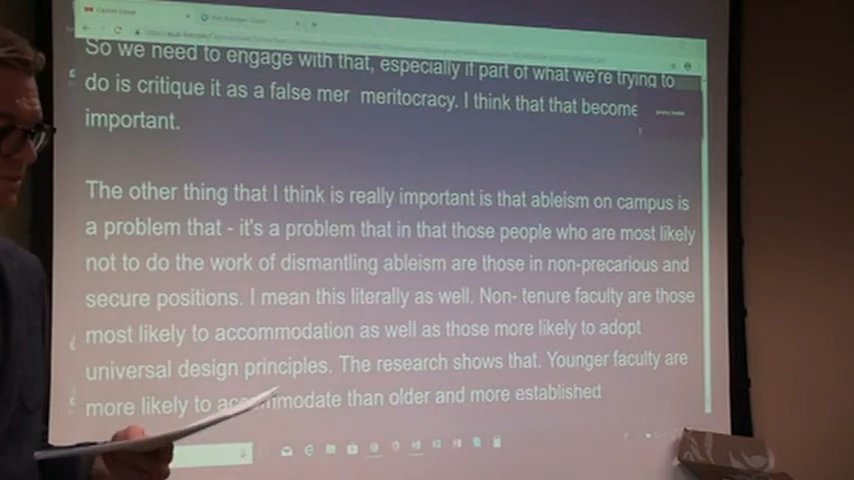 So we need to engage with that, especially if part of what we're trying to
do is critique it as a false mer meritocracy. I think that that become
important.
The other thing that I think is really important is that ableism on campus is
a problem that - it's a problem that in that those people who are most likely
not to do the work of dismantling ableism are those in non-precarious and
secure positions. I mean this literally as well. Non- tenure faculty are those
most likely to accommodation as well as those more likely to adopt
universal design principles. The research shows that. Younger faculty are
more likely to accommodate than older and more established